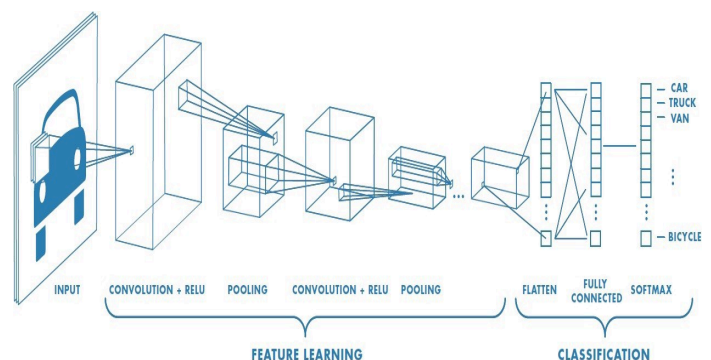 CAR
TRUCK
VAN
BICYCLE
INPUT
CONVOLUTION + RELU
POOLING
CONVOLUTION + RELU
POOLING
FLATTEN
FULLY
CONNECTED
SOFTMAX
FEATURE LEARNING
CLASSIFICATION